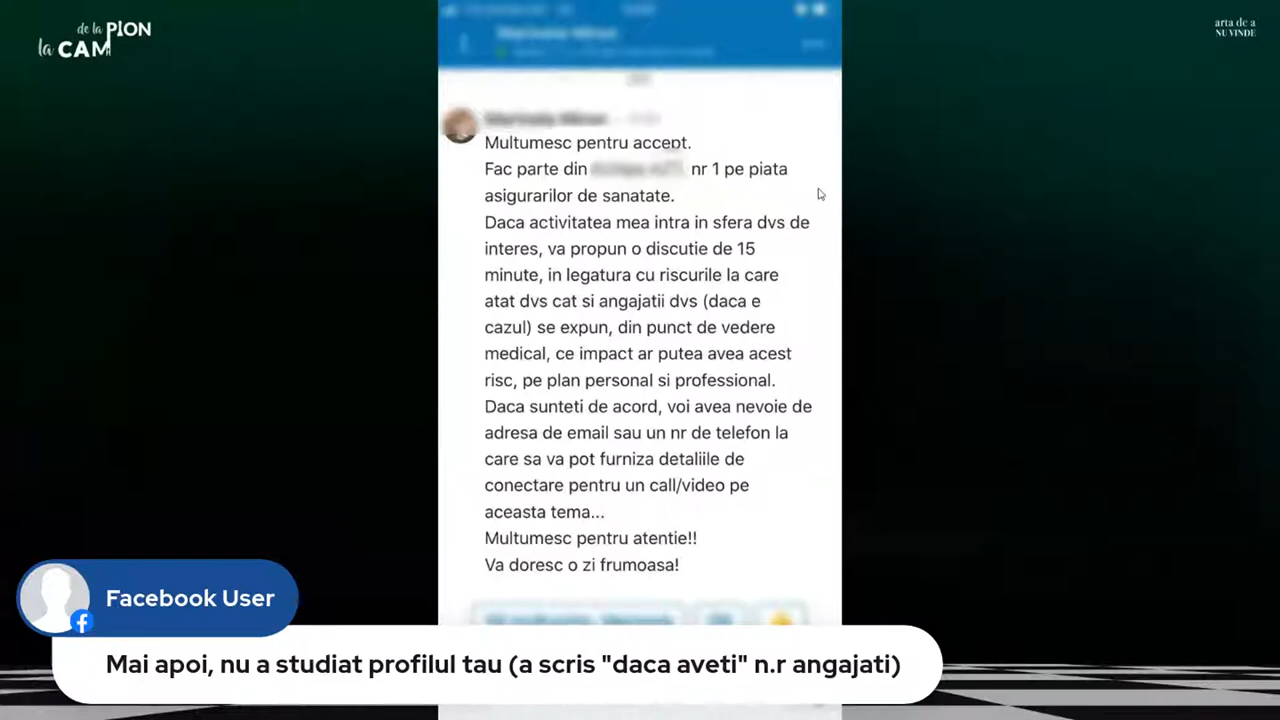 de la PION
la CAM
arta de a
NU VINDE
Multumesc pentru accept.
Fac parte din nr 1 pe piata
asigurarilor de sanatate.
Daca activitatea mea intra in sfera dvs de
interes, va propun o discutie de 15
minute, in legatura cu riscurile la care
atat dvs cat si angajatii dvs (daca e
cazul) se expun, din punct de vedere
medical, ce impact ar putea avea acest
risc, pe plan personal si professional.
Daca sunteti de acord, voi avea nevoie de
adresa de email sau un nr de telefon la
care sa va pot furniza detaliile de
conectare pentru un call/video pe
aceasta tema...
Multumesc pentru atentie!!
Va doresc o zi frumoasa!
Facebook User
Mai apoi, nu a studiat profilul tau (a scris "daca aveti" n.r angajati)